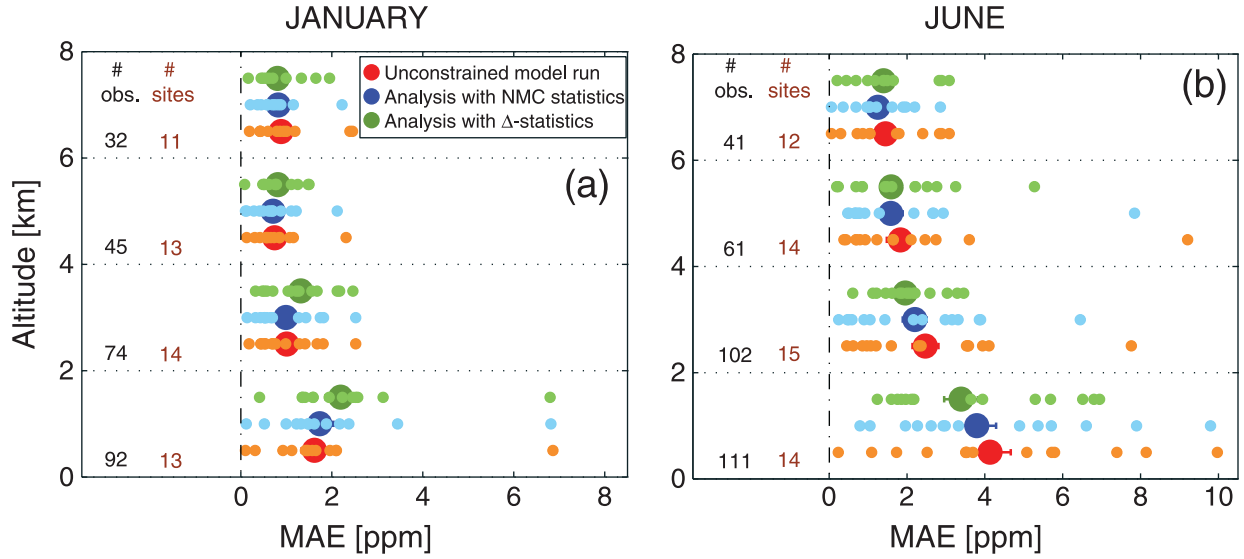 JANUARY
8
# #
obs. sites
Unconstrained model run
Analysis with NMC statistics
Analysis with Δ-statistics
32 11
6
(a)
45 13
4
74 14
2
92 13
0
0 2 4 6 8
MAE [ppm]
Altitude [km]
JUNE
8
# #
obs. sites
(b)
41 12
6
61 14
4
102 15
2
111 14
0
0 2 4 6 8 10
MAE [ppm]